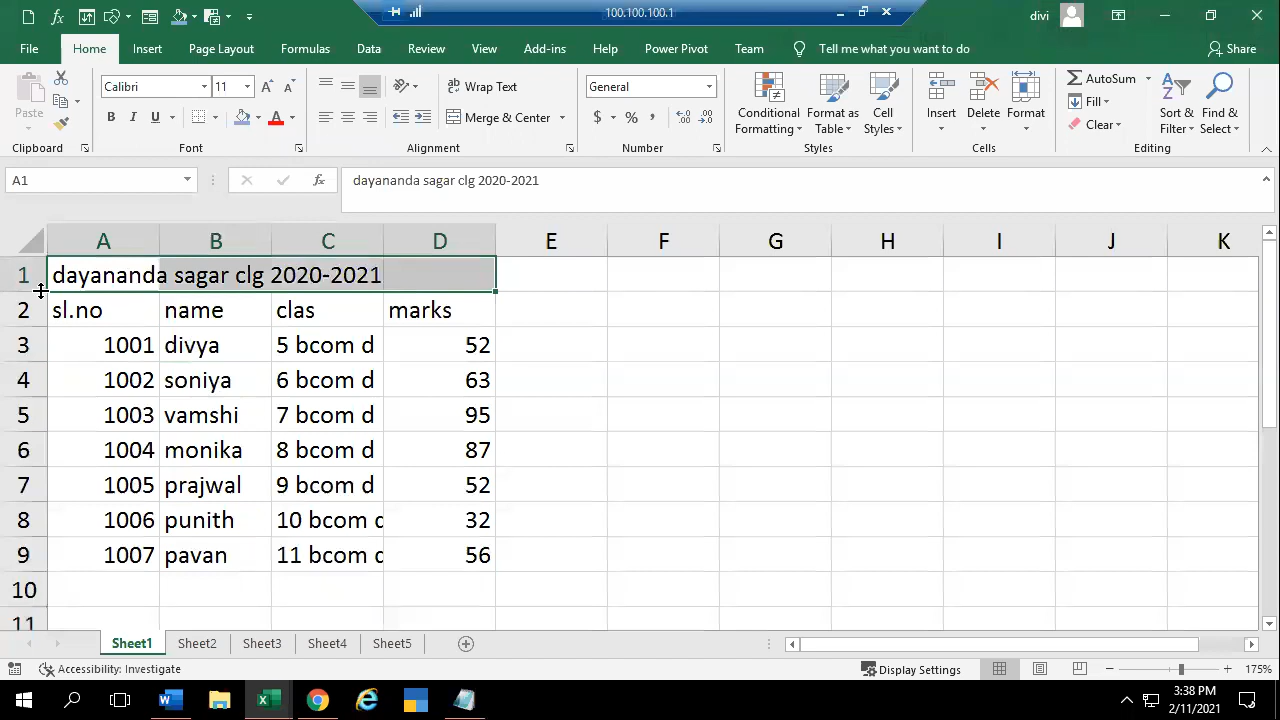 100.100.100.1
divi
File Home Insert Page Layout Formulas Data Review View Add-ins Help Power Pivot Team Tell me what you want to do Share
Paste
Clipboard
Calibri 11
B I U
Font
Wrap Text
Merge & Center
Alignment
General
$ % ,
Number
Conditional Formatting
Format as Table
Cell Styles
Styles
Insert Delete Format
Cells
AutoSum
Fill
Clear
Sort & Filter
Find & Select
Editing
A1 fx dayananda sagar clg 2020-2021
A B C D E F G H I J K
1 dayananda sagar clg 2020-2021
2 sl.no name clas marks
3 1001 divya 5 bcom d 52
4 1002 soniya 6 bcom d 63
5 1003 vamshi 7 bcom d 95
6 1004 monika 8 bcom d 87
7 1005 prajwal 9 bcom d 52
8 1006 punith 10 bcom d 32
9 1007 pavan 11 bcom d 56
10
11
Sheet1 Sheet2 Sheet3 Sheet4 Sheet5
Accessibility: Investigate Display Settings 175%
3:38 PM
2/11/2021